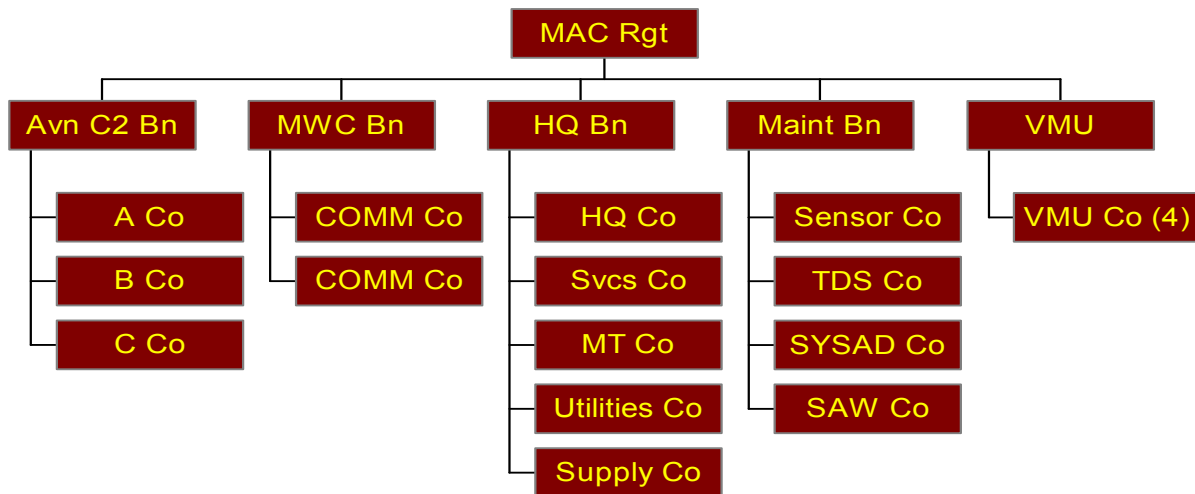 MAC Rgt
Avn C2 Bn
MWC Bn
HQ Bn
Maint Bn
VMU
A Co
COMM Co
HQ Co
Sensor Co
VMU Co (4)
B Co
COMM Co
Svcs Co
TDS Co
C Co
MT Co
SYSAD Co
Utilities Co
SAW Co
Supply Co